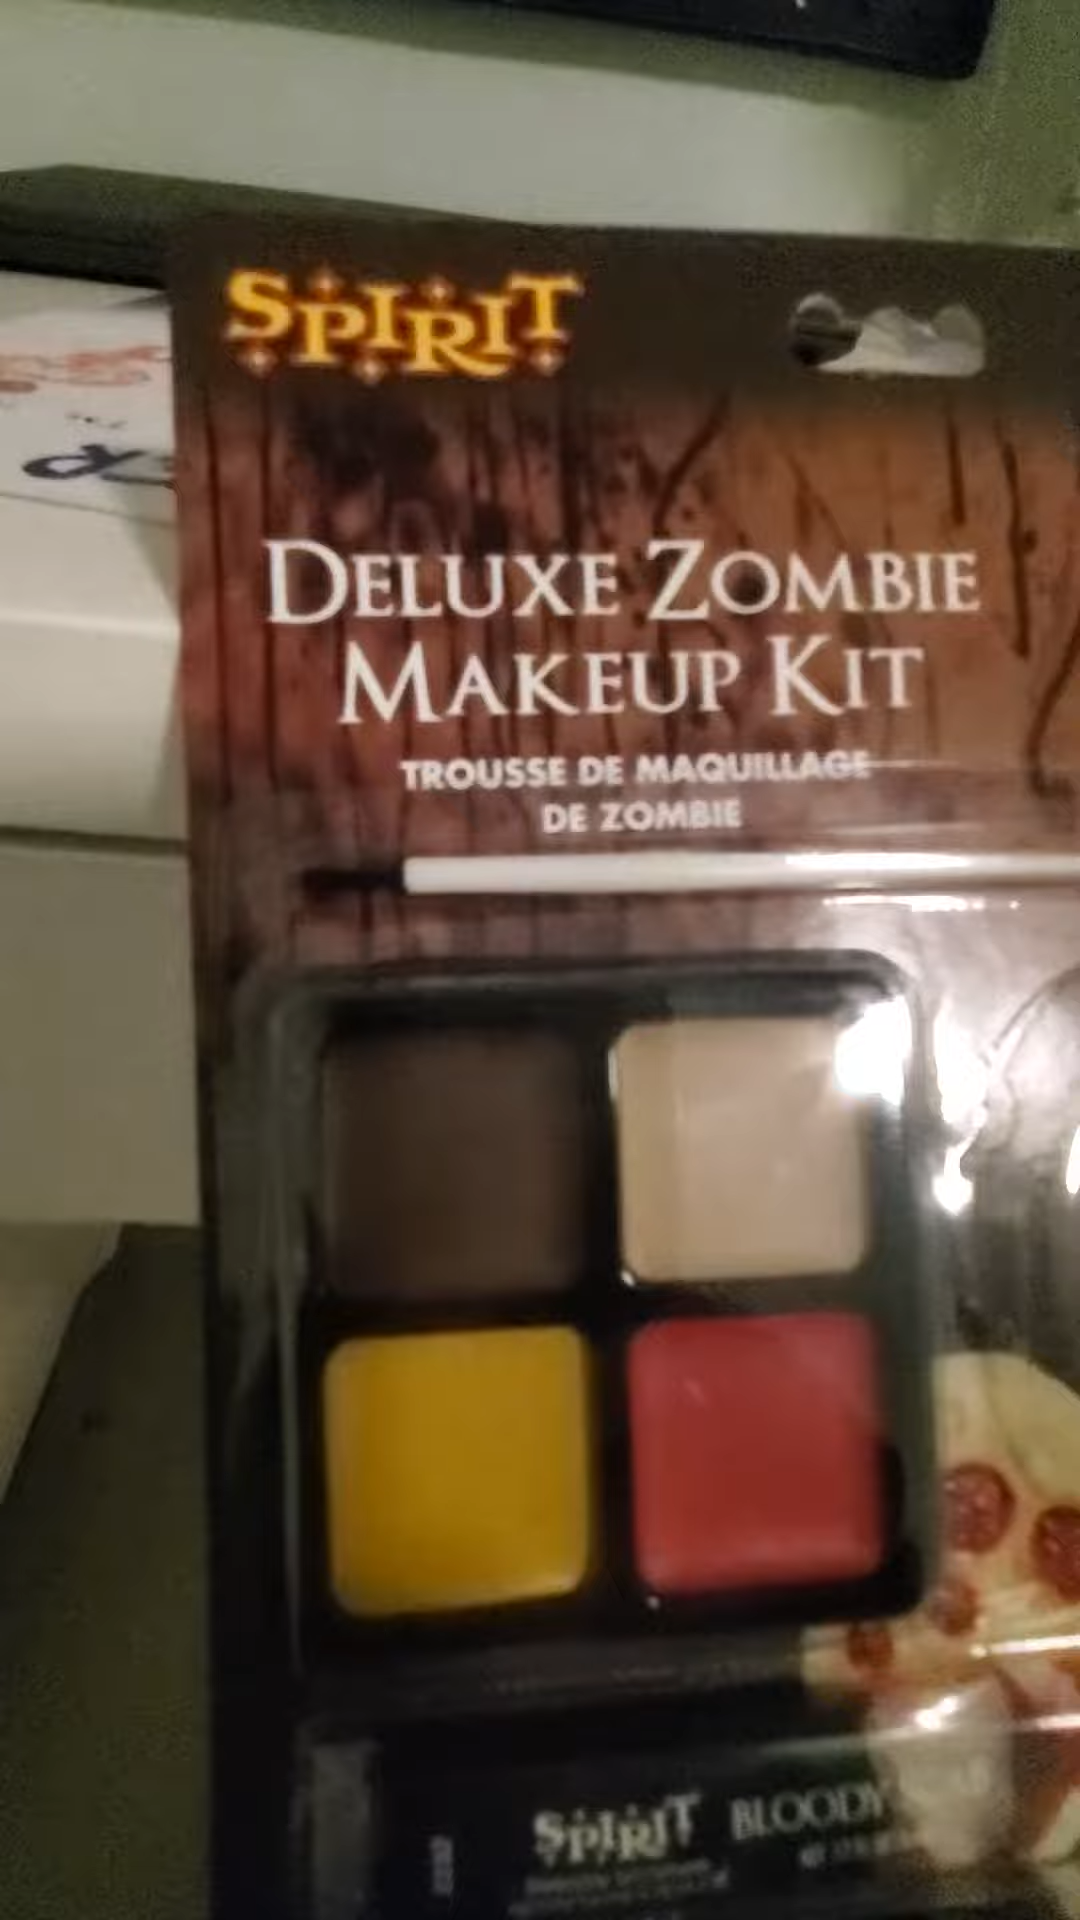 SPIRIT
DELUXE ZOMBIE
MAKEUP KIT
TROUSSE DE MAQUILLAGE
DE ZOMBIE
SPIRIT BLOODY